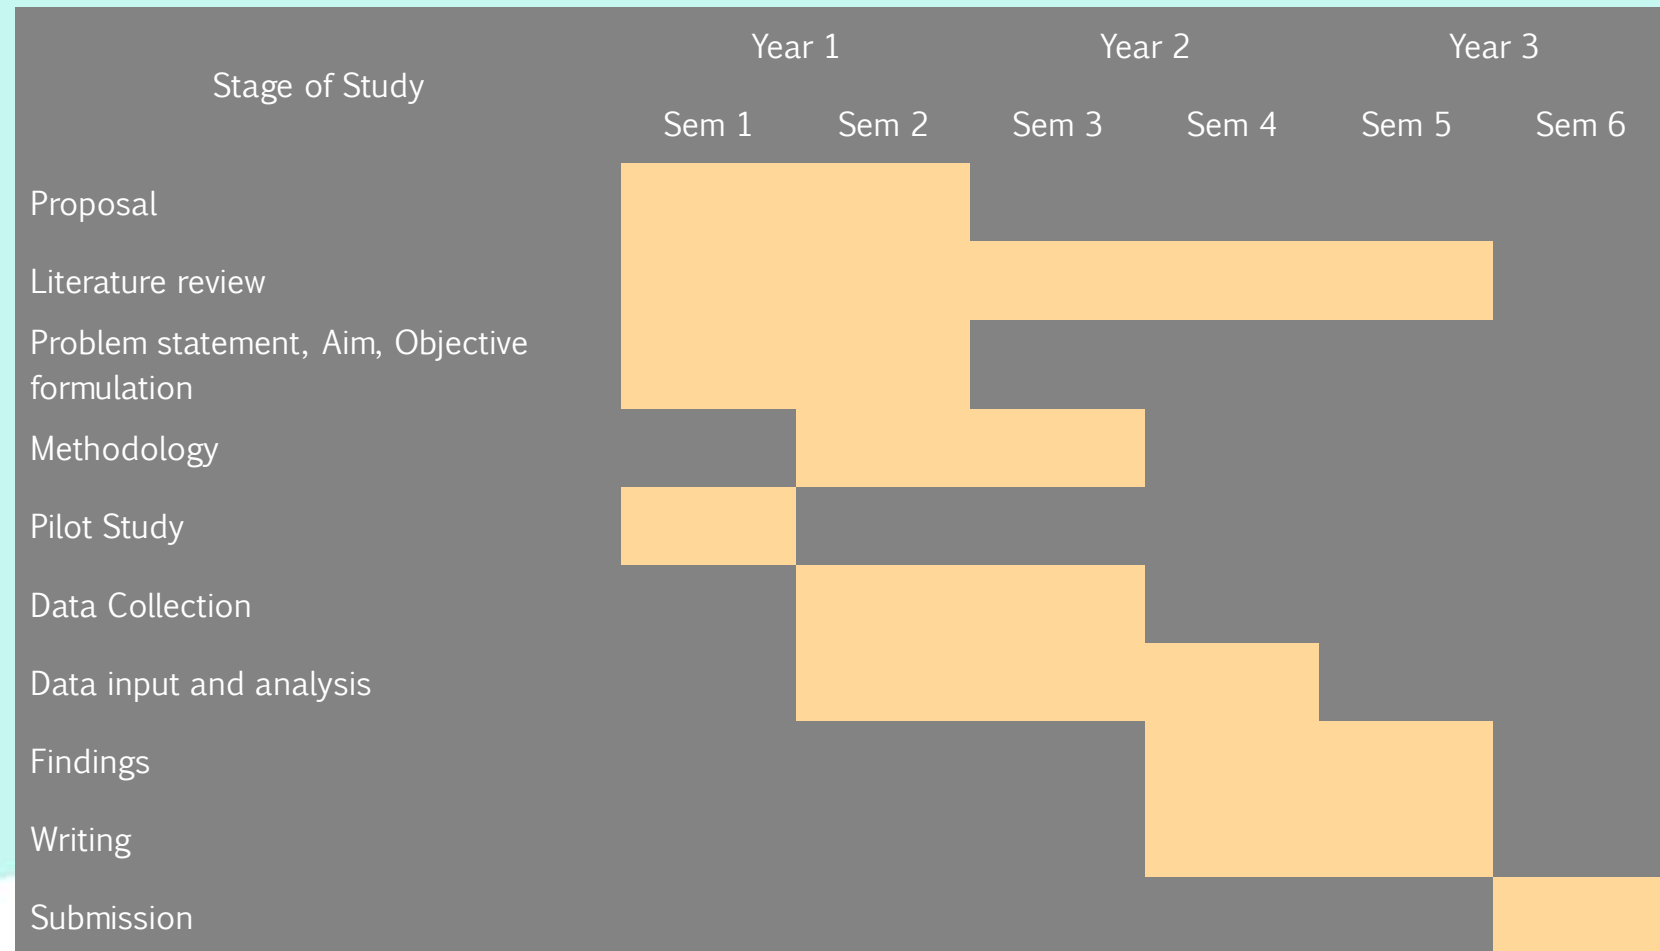 Stage of Study
Year 1 Year 2 Year 3
Sem 1 Sem 2 Sem 3 Sem 4 Sem 5 Sem 6
Proposal
Literature review
Problem statement, Aim, Objective
formulation
Methodology
Pilot Study
Data Collection
Data input and analysis
Findings
Writing
Submission